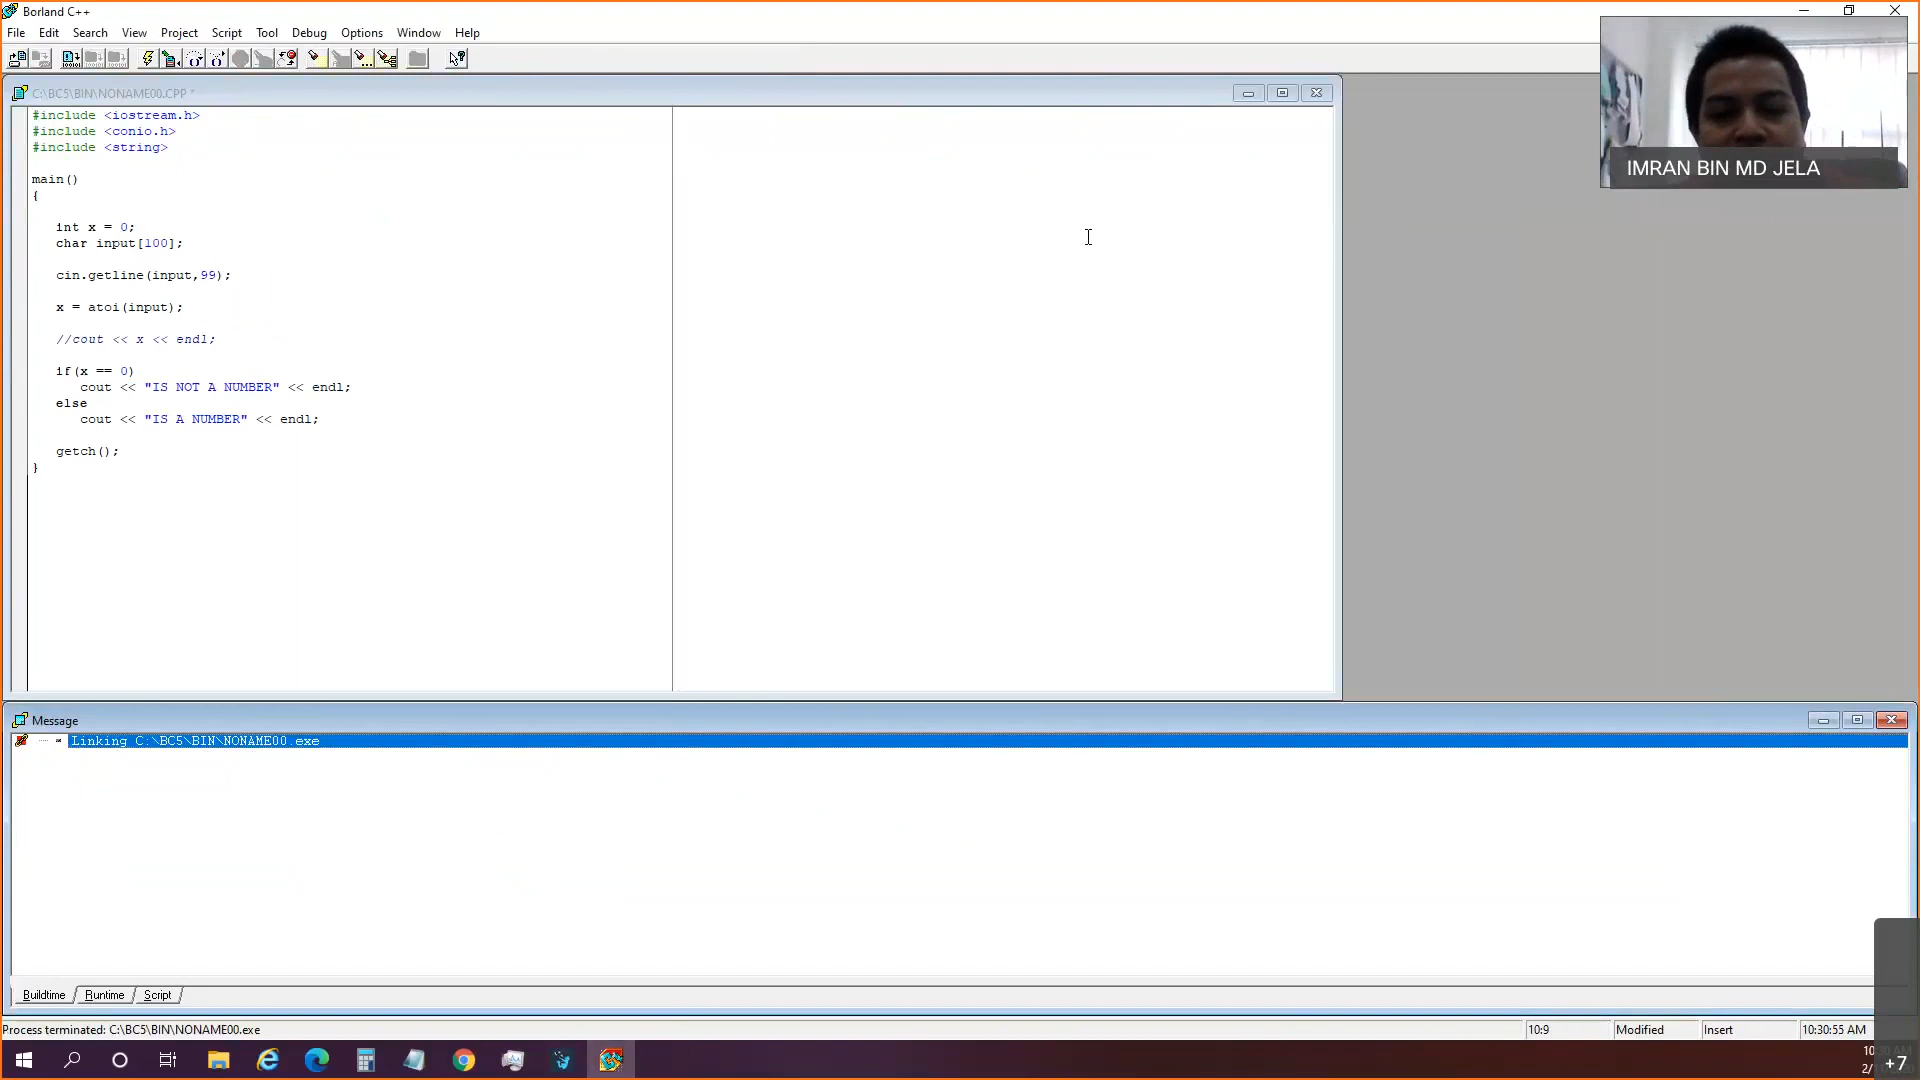 Borland C++
File Edit Search View Project Script Tool Debug Options Window Help
C:\BC5\BIN\NONAME00.CPP *
#include <iostream.h>
#include <conio.h>
#include <string>
main()
{
int x = 0;
char input[100];
cin.getline(input,99);
x = atoi(input);
//cout << x << endl;
if(x == 0)
cout << "IS NOT A NUMBER" << endl;
else
cout << "IS A NUMBER" << endl;
getch();
}
IMRAN BIN MD JELA
Message
Linking C:\BC5\BIN\NONAME00.exe
Buildtime Runtime Script
Process terminated: C:\BC5\BIN\NONAME00.exe 10:9 Modified Insert 10:30:55 AM
+7